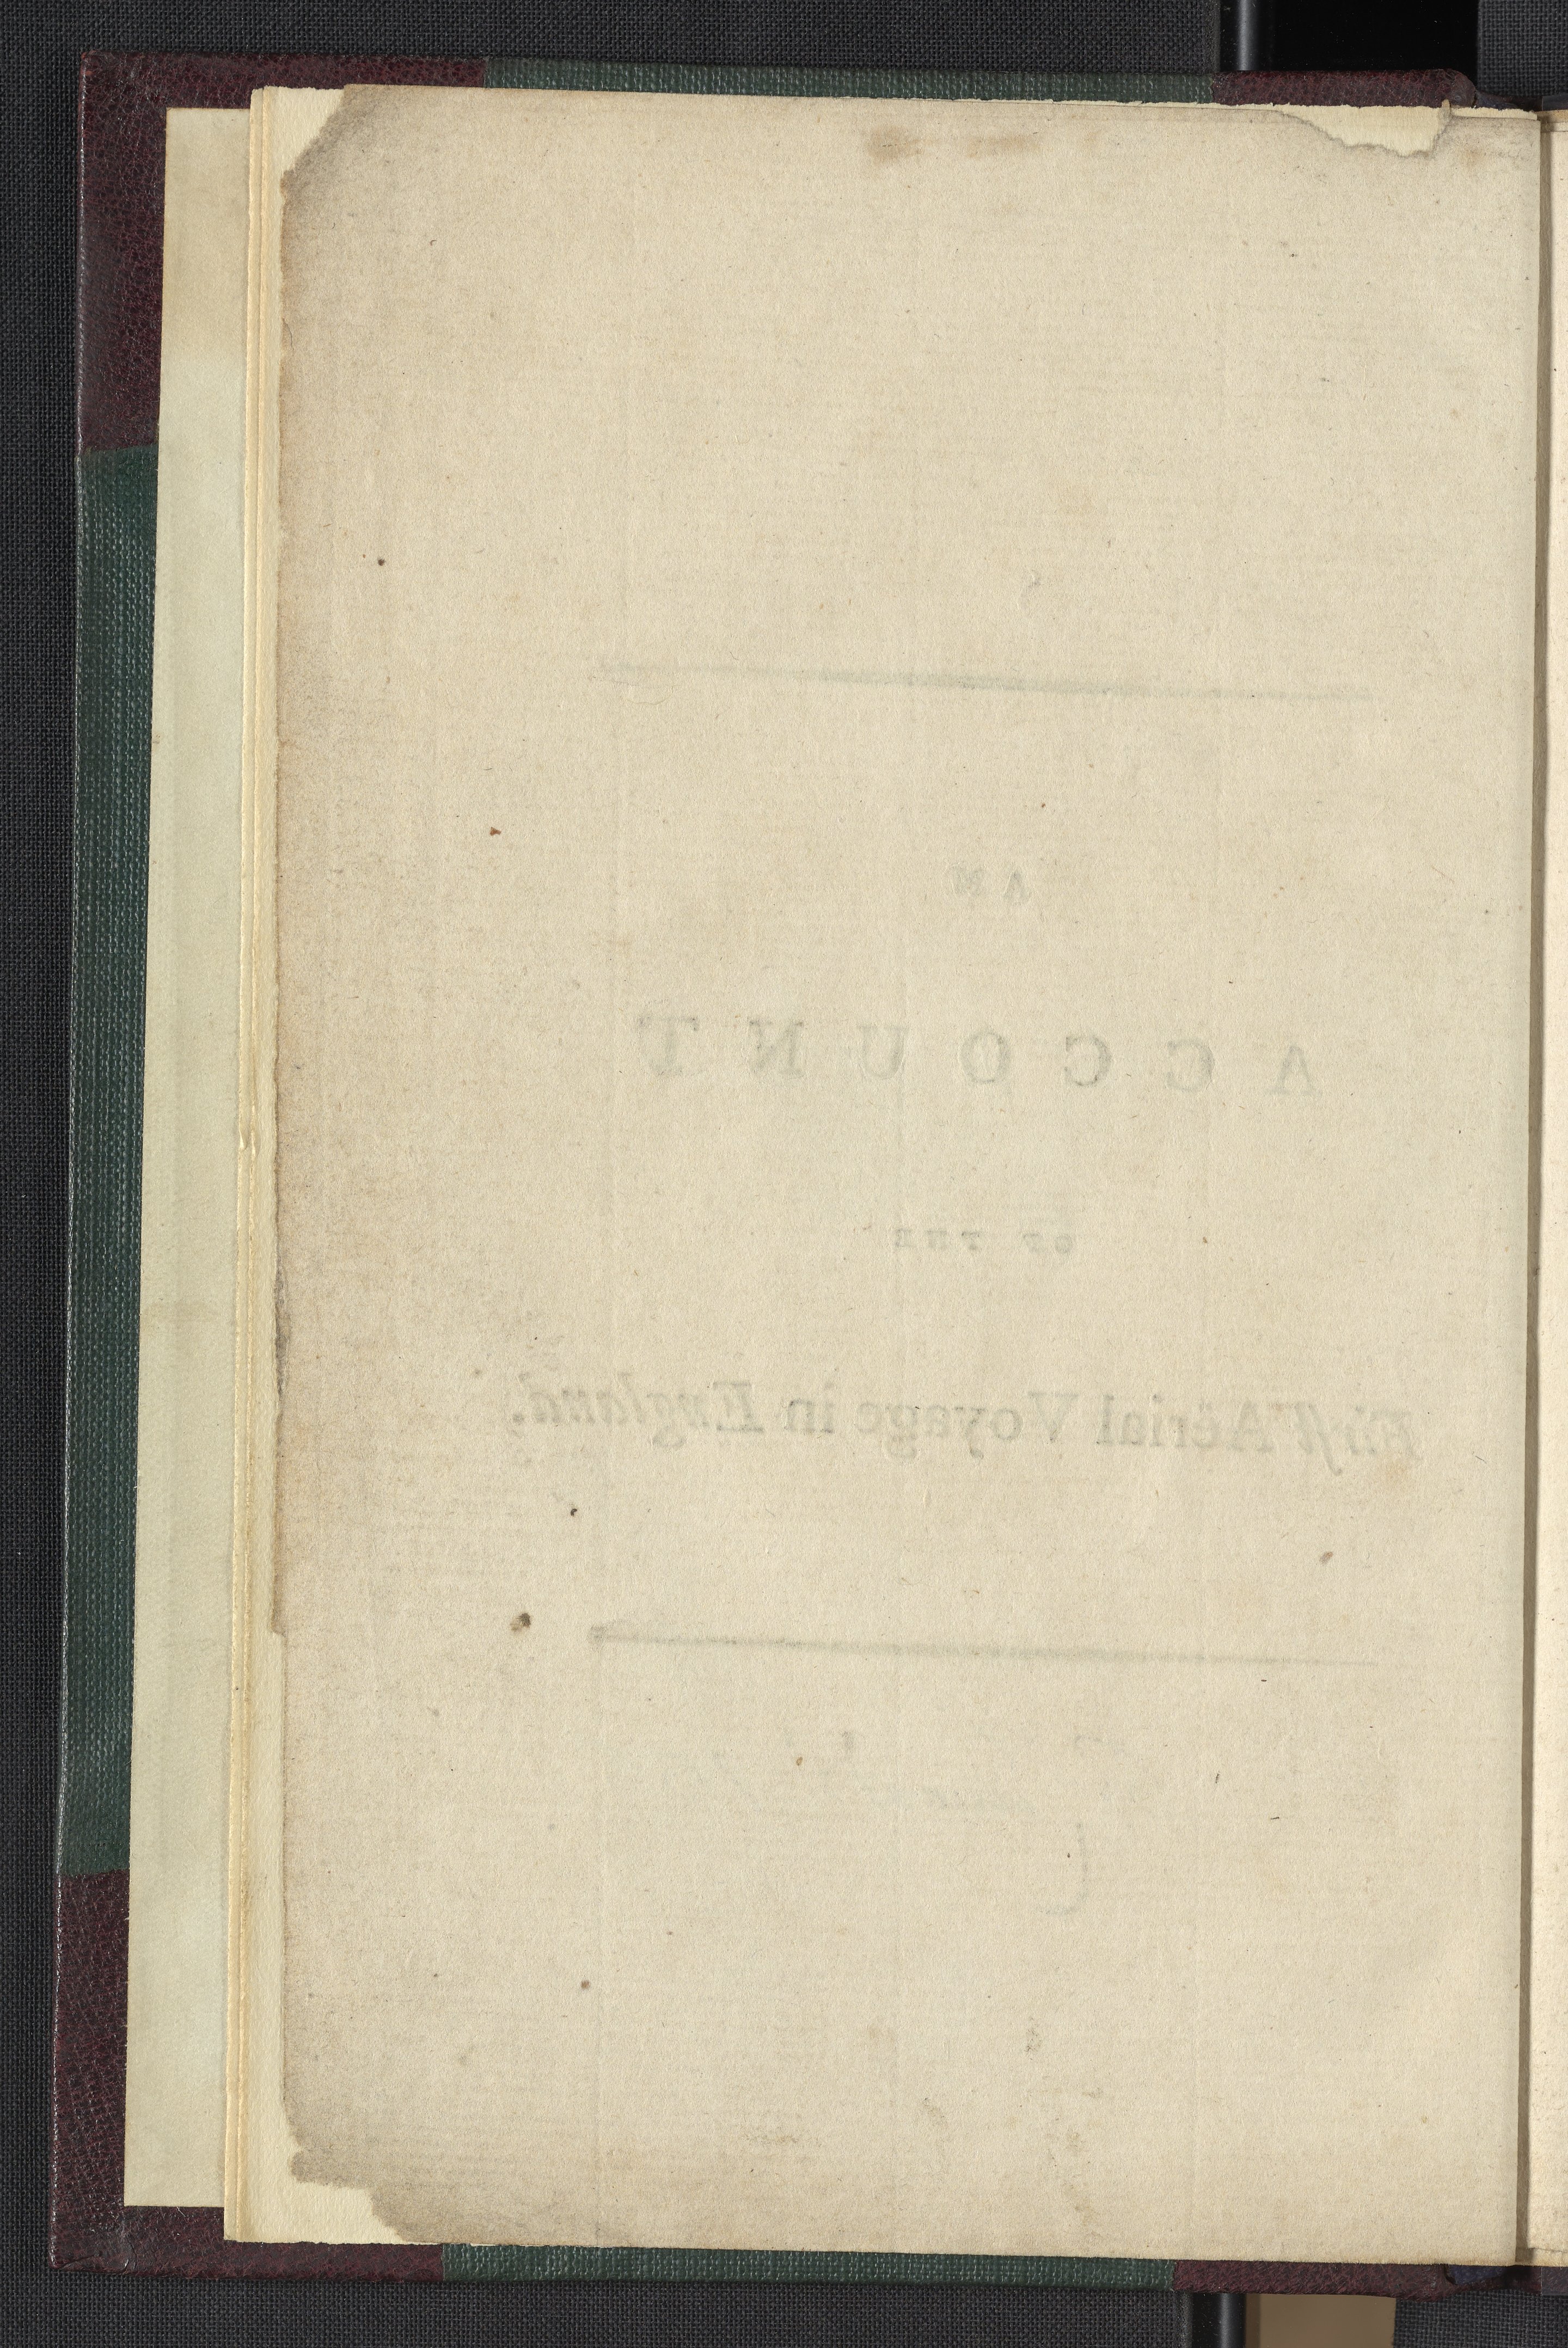 AN
ACCOUNT
OF THE
Firſt Aërial Voyage in England.